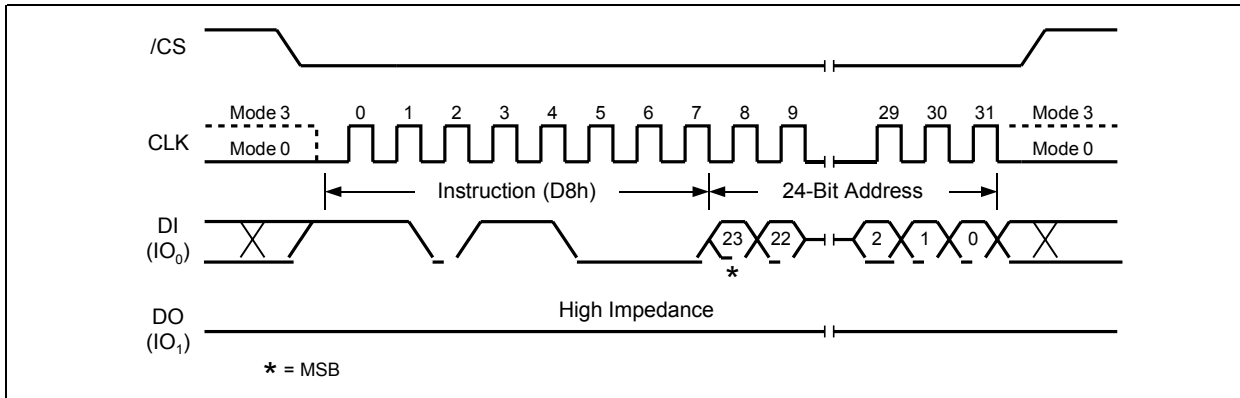 /CS
0 1 2 3 4 5 6 7 8 9 29 30 31
Mode 3 Mode 3
CLK
Mode 0 Mode 0
Instruction (D8h) 24-Bit Address
DI
(IO0)
23 22 2 1 0
*
High Impedance
DO
(IO1)
* = MSB